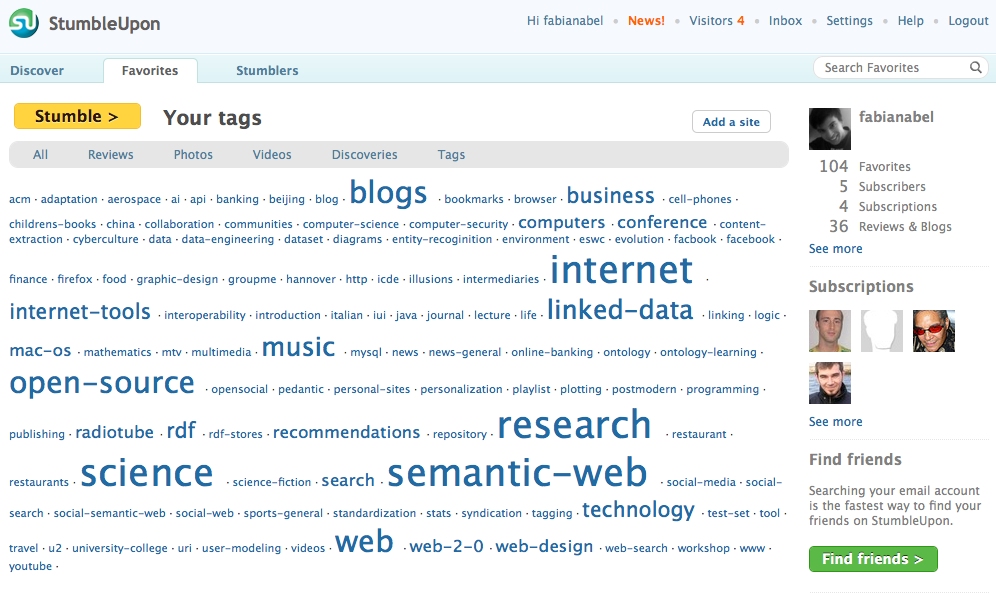 StumbleUpon
Hi fabianabel • News! • Visitors 4 • Inbox • Settings • Help • Logout
Discover Favorites Stumblers Search Favorites
Stumble > Your tags Add a site
All Reviews Photos Videos Discoveries Tags
acm · adaptation · aerospace · ai · api · banking · beijing · blog · blogs · bookmarks · browser · business · cell-phones ·
childrens-books · china · collaboration · communities · computer-science · computer-security · computers · conference · content-
extraction · cyberculture · data · data-engineering · dataset · diagrams · entity-recoginition · environment · eswc · evolution · facbook · facebook ·
finance · firefox · food · graphic-design · groupme · hannover · http · icde · illusions · intermediaries · internet ·
internet-tools · interoperability · introduction · italian · iui · java · journal · lecture · life · linked-data · linking · logic ·
mac-os · mathematics · mtv · multimedia · music · mysql · news · news-general · online-banking · ontology · ontology-learning ·
open-source · opensocial · pedantic · personal-sites · personalization · playlist · plotting · postmodern · programming ·
publishing · radiotube · rdf · rdf-stores · recommendations · repository · research · restaurant ·
restaurants · science · science-fiction · search · semantic-web · social-media · social-
search · social-semantic-web · social-web · sports-general · standardization · stats · syndication · tagging · technology · test-set · tool ·
travel · u2 · university-college · uri · user-modeling · videos · web · web-2-0 · web-design · web-search · workshop · www ·
youtube ·
fabianabel
104 Favorites
5 Subscribers
4 Subscriptions
36 Reviews & Blogs
See more
Subscriptions
See more
Find friends
Searching your email account
is the fastest way to find your
friends on StumbleUpon.
Find friends >